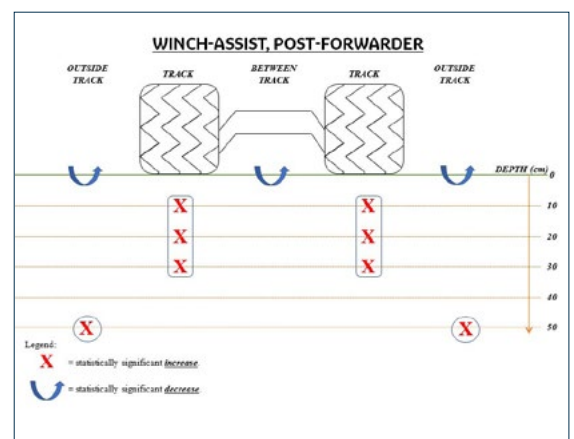 WINCH-ASSIST, POST-FORWARDER
OUTSIDE TRACK
TRACK
BETWEEN TRACK
TRACK
OUTSIDE TRACK
DEPTH (cm)
0
10
X X
20
X X
30
X X
40
50
X X
Legend:
X = statistically significant increase.
= statistically significant decrease.